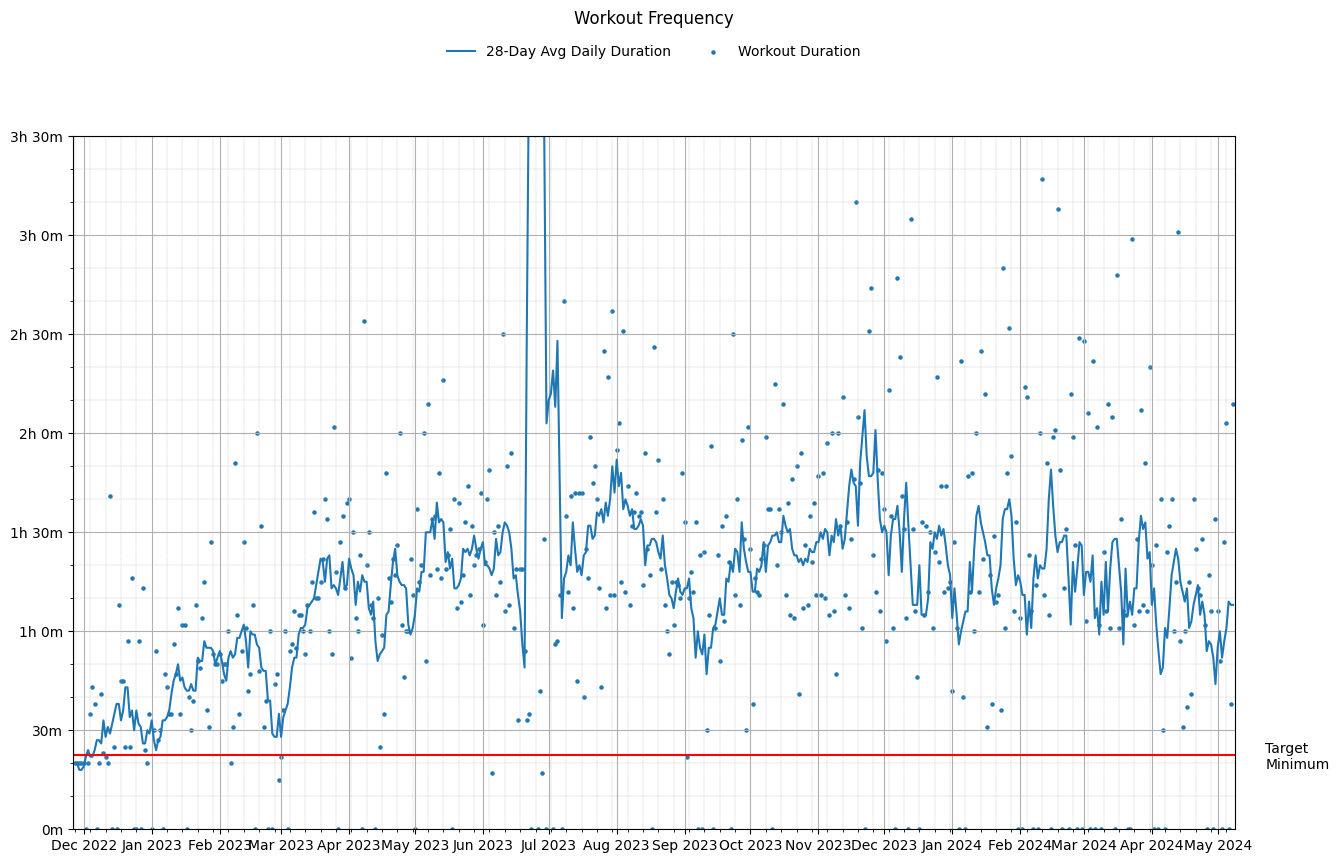 Workout Frequency
28-Day Avg Daily Duration
Workout Duration
3h 30m
3h 0m
2h 30m
2h 0m
1h 30m
1h 0m
30m
0m
Target
Minimum
Dec 2022 Jan 2023 Feb 2023 Mar 2023 Apr 2023 May 2023 Jun 2023 Jul 2023 Aug 2023 Sep 2023 Oct 2023 Nov 2023 Dec 2023 Jan 2024 Feb 2024 Mar 2024 Apr 2024 May 2024